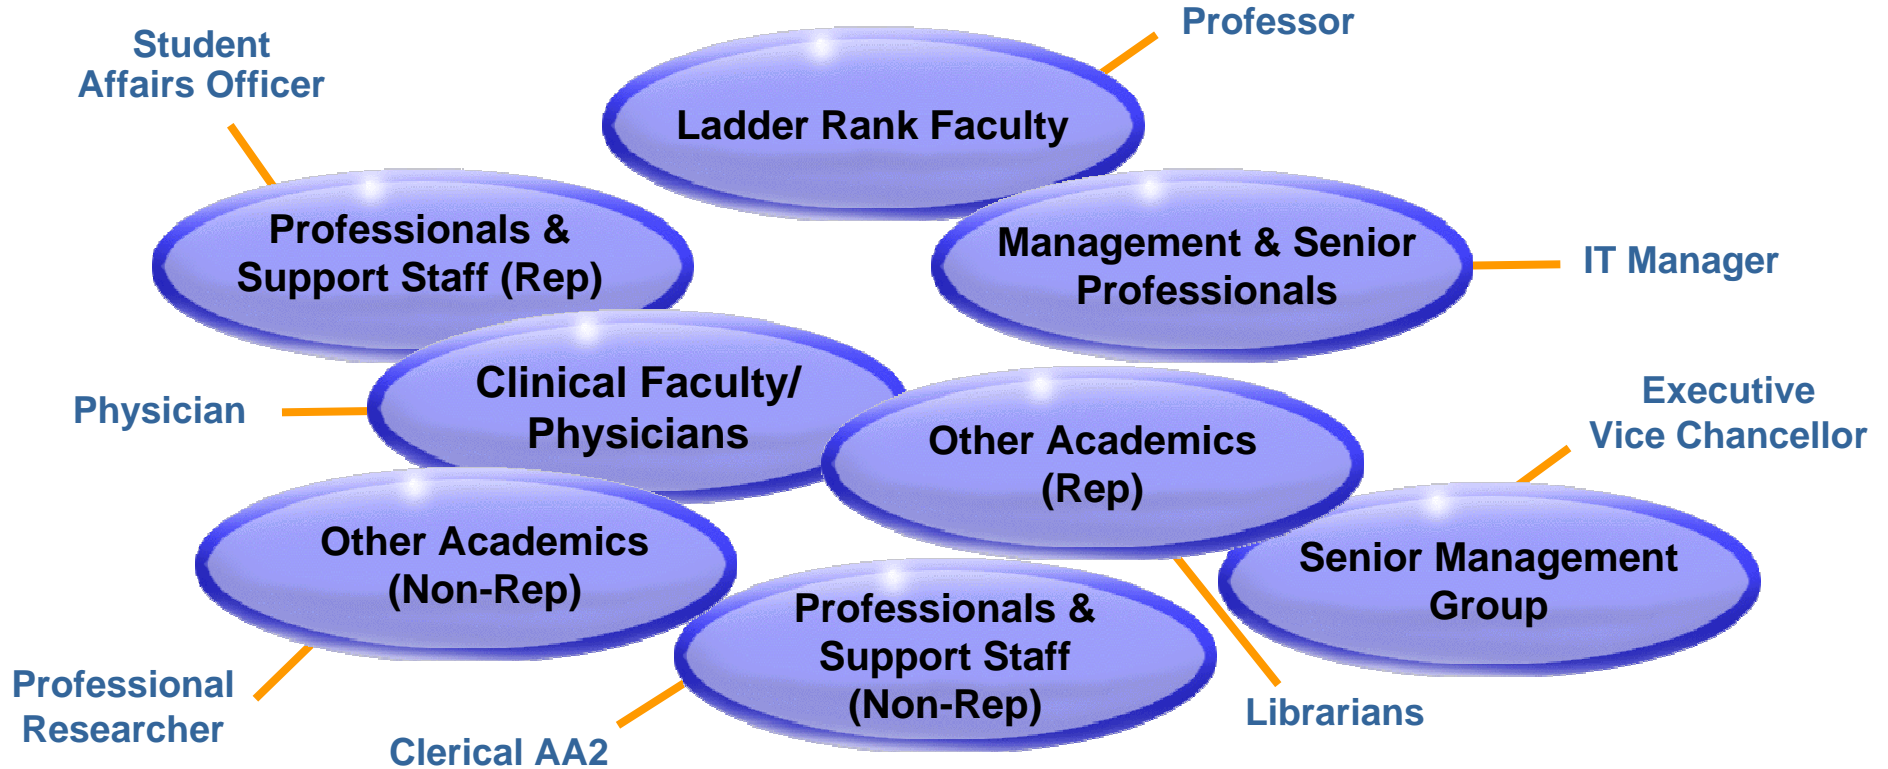 Professor
Student
Affairs Officer
Ladder Rank Faculty
Professionals &
Support Staff (Rep)
Management & Senior
Professionals
IT Manager
Clinical Faculty/
Physicians
Physician
Other Academics
(Rep)
Executive
Vice Chancellor
Other Academics
(Non-Rep)
Senior Management
Group
Professionals &
Support Staff
(Non-Rep)
Professional
Researcher
Librarians
Clerical AA2